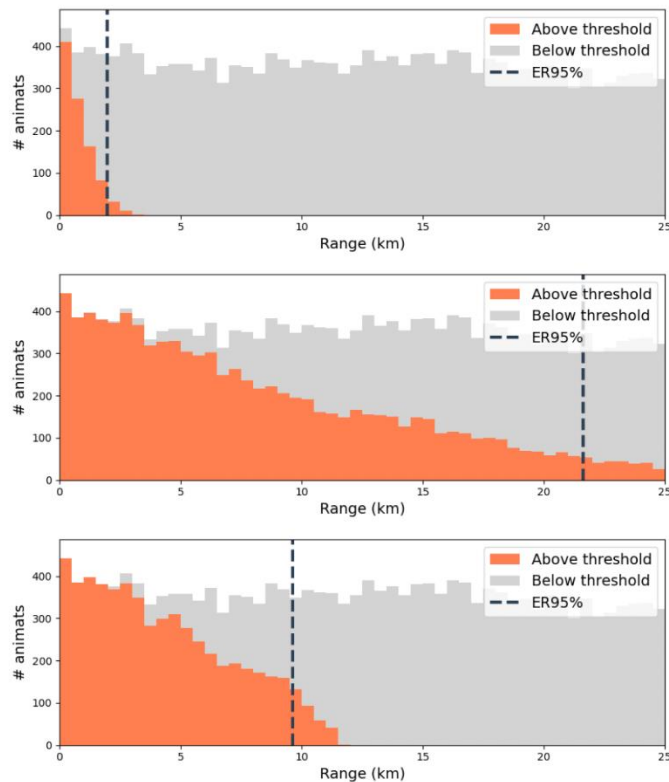 400
300
200
100
0
# animats
Above threshold
Below threshold
ER95%
0 5 10 15 20 25
Range (km)
400
300
200
100
0
# animats
Above threshold
Below threshold
ER95%
0 5 10 15 20 25
Range (km)
400
300
200
100
0
# animats
Above threshold
Below threshold
ER95%
0 5 10 15 20 25
Range (km)